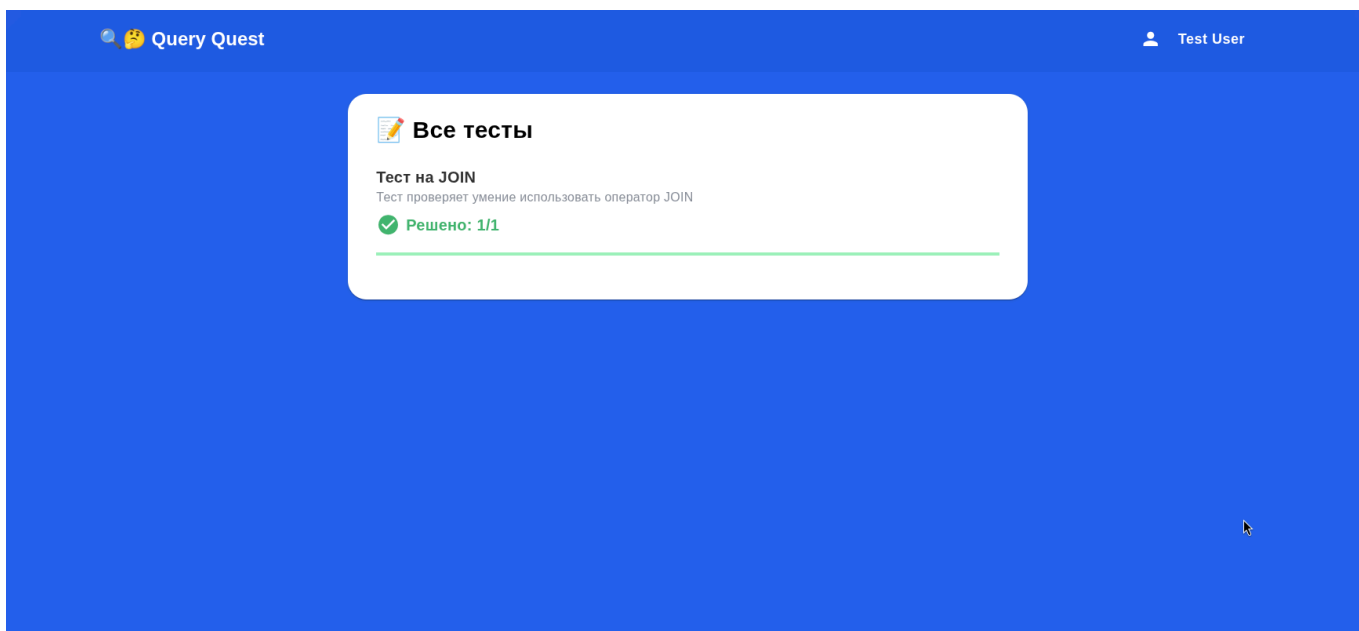 Query Quest
Test User
Все тесты
Тест на JOIN
Тест проверяет умение использовать оператор JOIN
Решено: 1/1